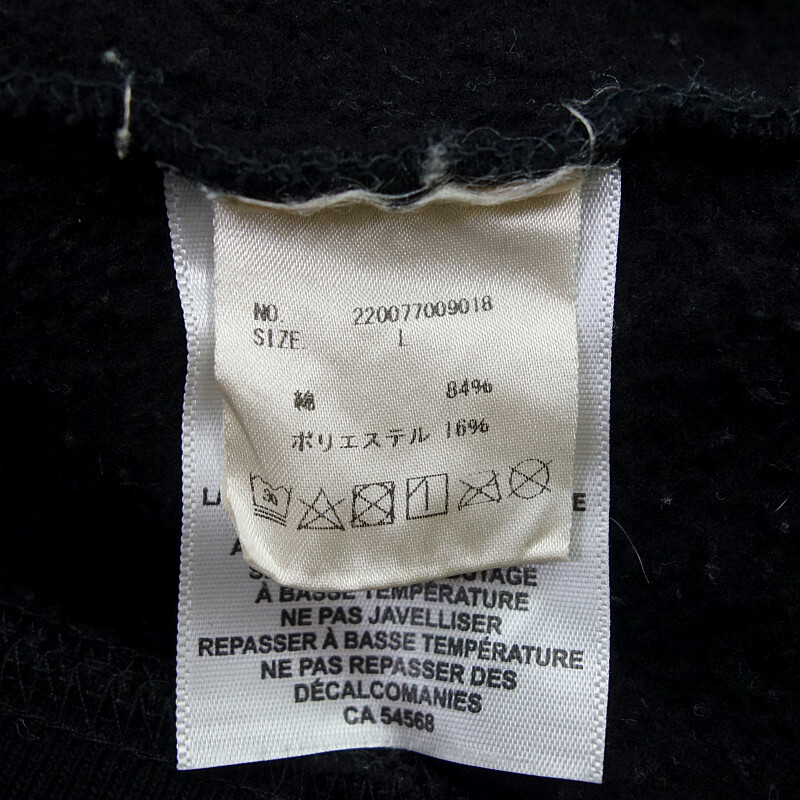 NO. 220077009018
SIZE L
綿 84%
ポリエステル 16%
30
À BASSE TEMPÉRATURE
NE PAS JAVELLISER
REPASSER À BASSE TEMPÉRATURE
NE PAS REPASSER DES
DÉCALCOMANIES
CA 54568